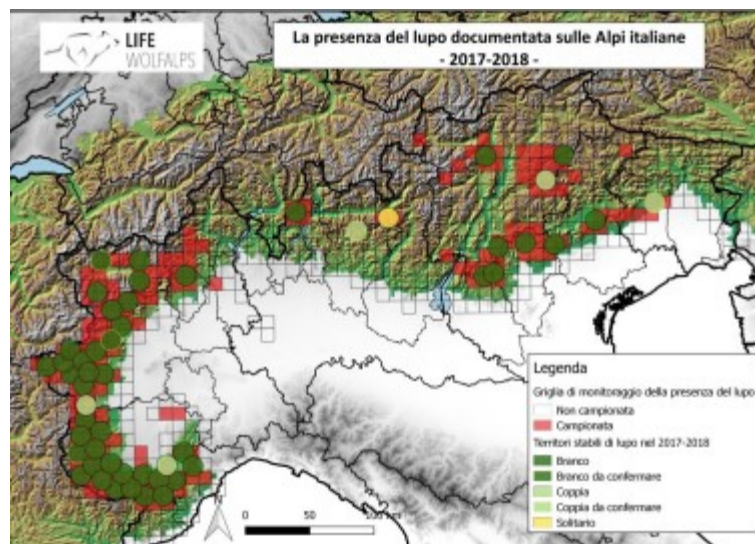 LIFE
WOLFALPS
La presenza del lupo documentata sulle Alpi italiane
- 2017-2018 -
Legenda
Griglia di monitoraggio della presenza del lupo
Non campionata
Campionata
Territori stabili di lupo nel 2017-2018
Branco
Branco da confermare
Coppia
Coppia da confermare
Solitario
0 50 100 km